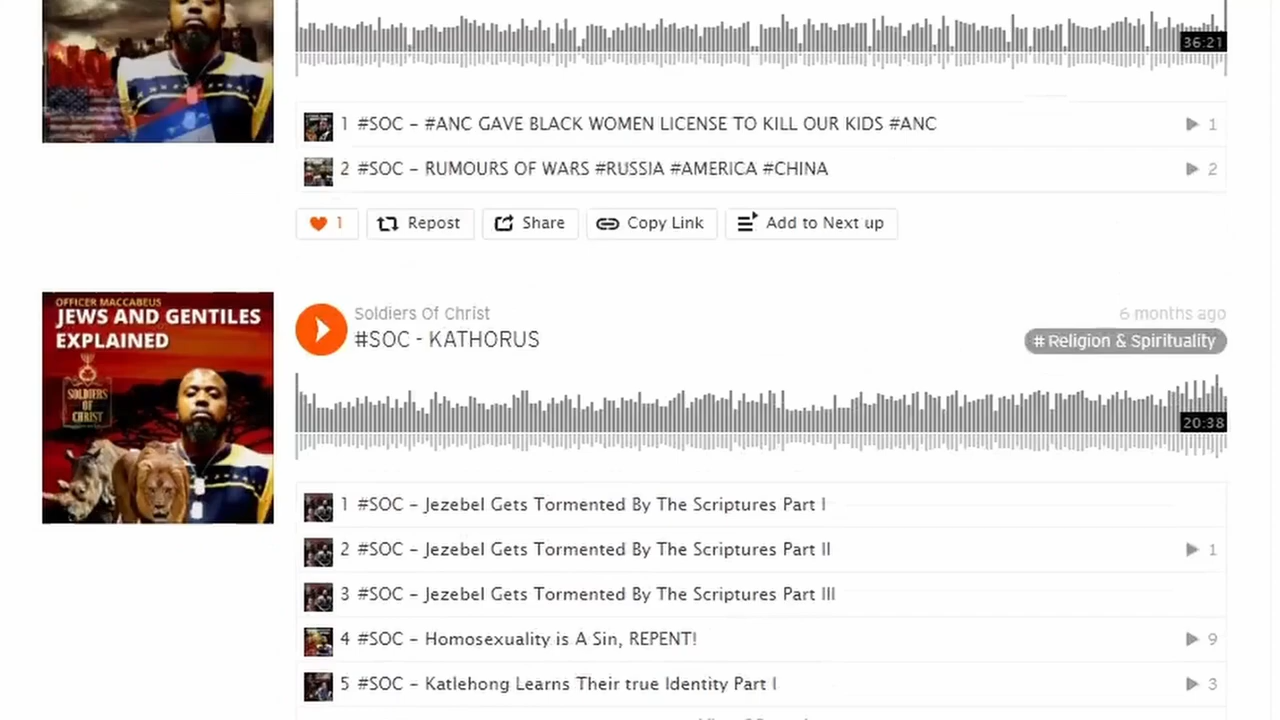 36:21
1 #SOC - #ANC GAVE BLACK WOMEN LICENSE TO KILL OUR KIDS #ANC 1
2 #SOC - RUMOURS OF WARS #RUSSIA #AMERICA #CHINA 2
1 Repost Share Copy Link Add to Next up
OFFICER MACCABEUS
JEWS AND GENTILES
EXPLAINED
SOLDIERS
OF
CHRIST
Soldiers Of Christ 6 months ago
#SOC - KATHORUS # Religion & Spirituality
20:38
1 #SOC - Jezebel Gets Tormented By The Scriptures Part I
2 #SOC - Jezebel Gets Tormented By The Scriptures Part II 1
3 #SOC - Jezebel Gets Tormented By The Scriptures Part III
4 #SOC - Homosexuality is A Sin, REPENT! 9
5 #SOC - Katlehong Learns Their true Identity Part I 3